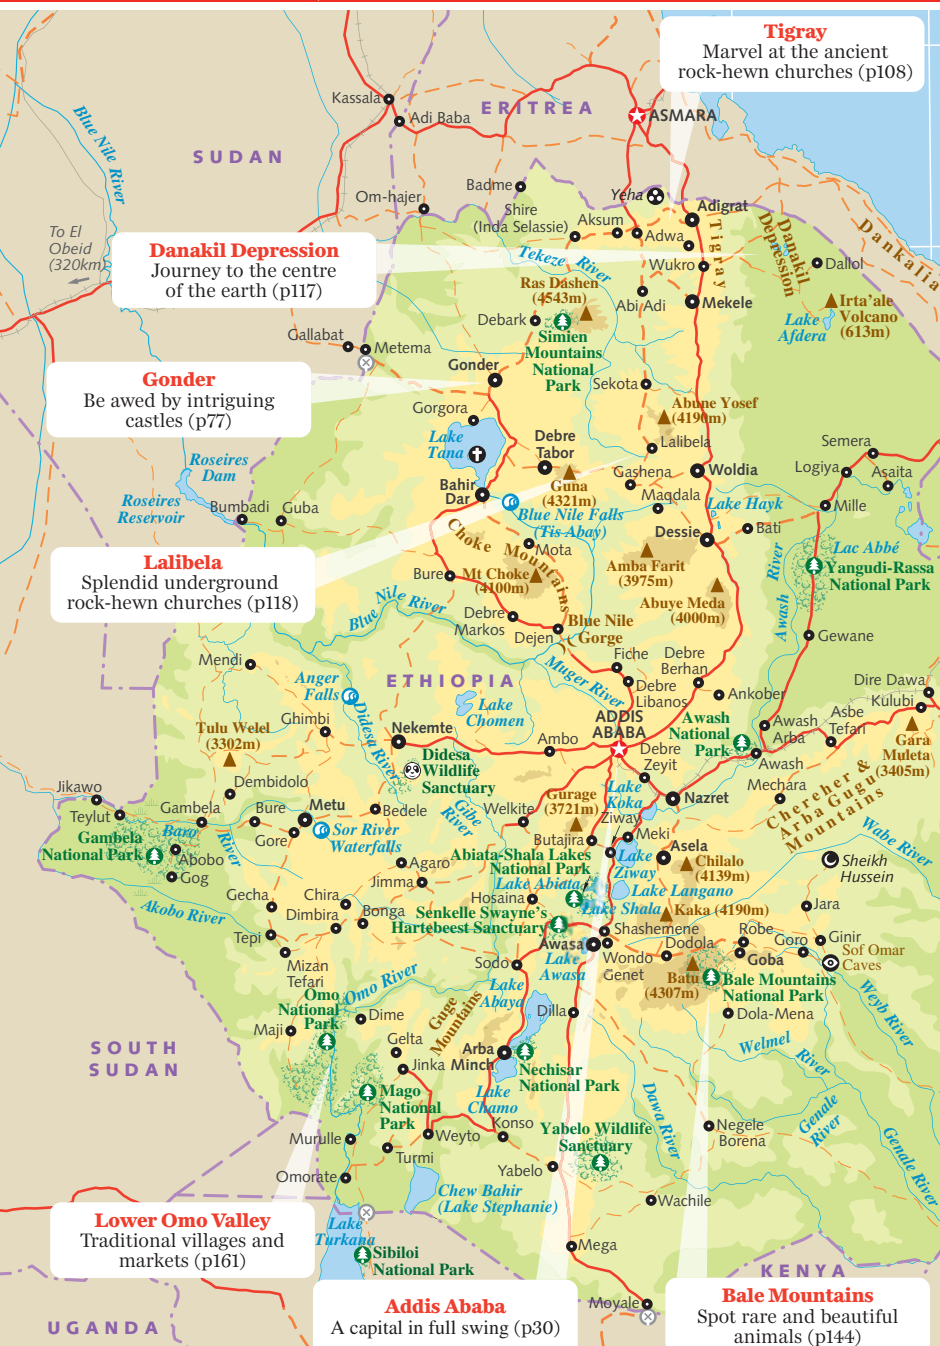 Tigray
Marvel at the ancient
rock-hewn churches (p108)
Kassala
Adi Baba
ERITREA
ASMARA
Blue Nile River
SUDAN
Om-hajer
Badme
Yeha
Adigrat
Shire
(Inda Selassie)
Aksum
Adwa
Tigray
Danakil
Depression
Dankalia
To El
Obeid
(320km)
Danakil Depression
Journey to the centre
of the earth (p117)
Tekeze River
Wukro
Dallol
Ras Dashen
(4543m)
Abi Adi
Mekele
Irta'ale
Volcano
(613m)
Lake
Afdera
Debark
Simien
Mountains
National
Park
Gallabat
Metema
Gonder
Gonder
Be awed by intriguing
castles (p77)
Sekota
Gorgora
Abune Yosef
(4190m)
Lake
Tana
Debre
Tabor
Lalibela
Semera
Logiya
Asaita
Roseires
Dam
Guna
(4321m)
Gashena
Woldia
Bahir
Dar
Maqdala
Mille
Roseires
Reservoir
Bumbadi
Guba
Blue Nile Falls
(Tis Abay)
Lake Hayk
Bati
Dessie
Choke Mountains
Mota
Lac Abbé
Lalibela
Splendid underground
rock-hewn churches (p118)
Amba Farit
(3975m)
Yangudi-Rassa
National Park
Bure
Mt Choke
(4100m)
Awash River
Abuye Meda
(4000m)
Blue Nile River
Debre
Markos
Dejen
Blue Nile
Gorge
Gewane
Mendi
Fiche
Debre
Berhan
Muger River
ETHIOPIA
Anger
Falls
Debre
Libanos
Ankober
Dire Dawa
Kulubi
Lake
Chomen
ADDIS
ABABA
Awash
National
Park
Awash
Arba
Asbe
Tefari
Tulu Welel
(3302m)
Ghimbi
Didesa River
Nekemte
Ambo
Debre
Zeyit
Awash
Gara
Muleta
(3405m)
Didesa
Wildlife
Sanctuary
Jikawo
Dembidolo
Gurage
(3721m)
Lake
Koka
Nazret
Mechara
Chercher &
Arba Gugu
Mountains
Teylut
Gambela
Bure
Metu
Bedele
Gibe
River
Welkite
Ziway
Baro River
Gore
Sor River
Waterfalls
Butajira
Meki
Asela
Wabe River
Gambela
National Park
Apobo
Agaro
Abiata-Shala Lakes
National Park
Lake
Ziway
Chilalo
(4139m)
Sheikh
Hussein
Gog
Jimma
Lake Abiata
Lake Langano
Gecha
Chira
Hosaina
Lake Shala
Jara
Akobo River
Dimbira
Bonga
Senkelle Swayne's
Hartebeest Sanctuary
Kaka (4190m)
Shashemene
Tepi
Awasa
Dodola
Robe
Goro
Ginir
Mizan
Tefari
Sodo
Lake
Awasa
Wondo
Genet
Goba
Sof Omar
Caves
Omo
National
Park
Omo River
Lake
Abaya
Batu
(4307m)
Bale Mountains
National Park
Maji
Dime
Guge
Mountains
Dilla
Dola-Mena
Weyb River
SOUTH
SUDAN
Gelta
Welmel River
Arba
Minch
Jinka
Nechisar
National Park
Mago
National
Park
Lake
Chamo
Dawa River
Genale
River
Genale River
Murulle
Weyto
Konso
Yabelo Wildlife
Sanctuary
Negele
Borena
Turmi
Omorate
Yabelo
Chew Bahir
(Lake Stephanie)
Wachile
Lower Omo Valley
Traditional villages and
markets (p161)
Lake
Turkana
Mega
Sibiloi
National Park
KENYA
Addis Ababa
A capital in full swing (p30)
Moyale
Bale Mountains
Spot rare and beautiful
animals (p144)
UGANDA